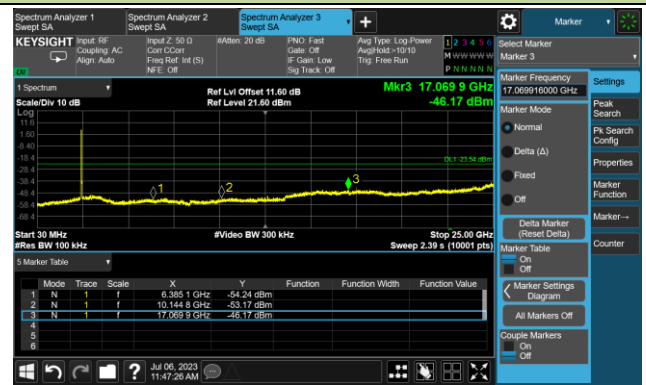 Spectrum Analyzer 1
Swept SA
Spectrum Analyzer 2
Swept SA
Spectrum Analyzer 3
Swept SA
Marker
KEYSIGHT Input: RF
Coupling: AC
Align: Auto
Input Z: 50 Ω
Corr CCorr
Freq Ref: Int (S)
NFE: Off
#Atten: 20 dB
PNO: Fast
Gate: Off
IF Gain: Low
Sig Track: Off
Avg Type: Log-Power
Avg|Hold:>10/10
Trig: Free Run
1 2 3 4 5 6
M W W W W W
P N N N N N
Select Marker
Marker 3
1 Spectrum
Scale/Div 10 dB
Log
Ref Lvl Offset 11.60 dB
Ref Level 21.60 dBm
Mkr3 17.069 9 GHz
-46.17 dBm
11.6
1.60
-8.40
-18.4
-28.4
-38.4
-48.4
-58.4
-68.4
DL1 -23.54 dBm
1
2
3
Start 30 MHz
#Res BW 100 kHz
#Video BW 300 kHz
Stop 25.00 GHz
Sweep 2.39 s (10001 pts)
5 Marker Table
Mode Trace Scale X Y Function Function Width Function Value
1 N 1 f 6.385 1 GHz -54.24 dBm
2 N 1 f 10.144 8 GHz -53.17 dBm
3 N 1 f 17.069 9 GHz -46.17 dBm
4
5
6
Marker Frequency
17.069916000 GHz
Marker Mode
Normal
Delta (Δ)
Fixed
Off
Delta Marker
(Reset Delta)
Marker Table
On
Off
Marker Settings
Diagram
All Markers Off
Couple Markers
On
Off
Settings
Peak
Search
Pk Search
Config
Properties
Marker
Function
Marker→
Counter
Jul 06, 2023
11:47:26 AM